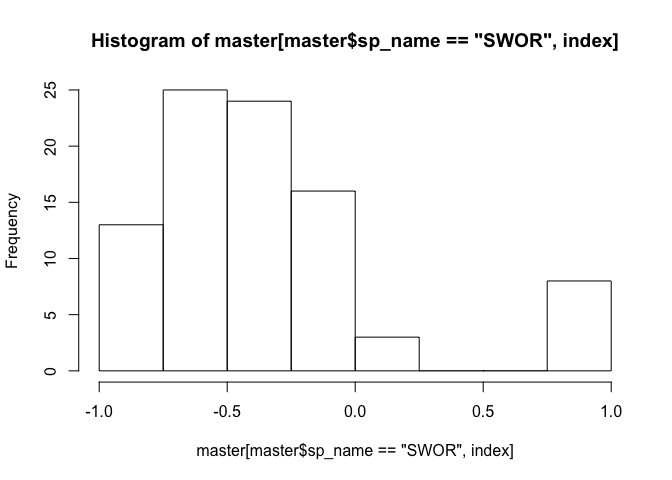 Histogram of master[master$sp_name == "SWOR", index]
Frequency
25
20
15
10
5
0
-1.0 -0.5 0.0 0.5 1.0
master[master$sp_name == "SWOR", index]